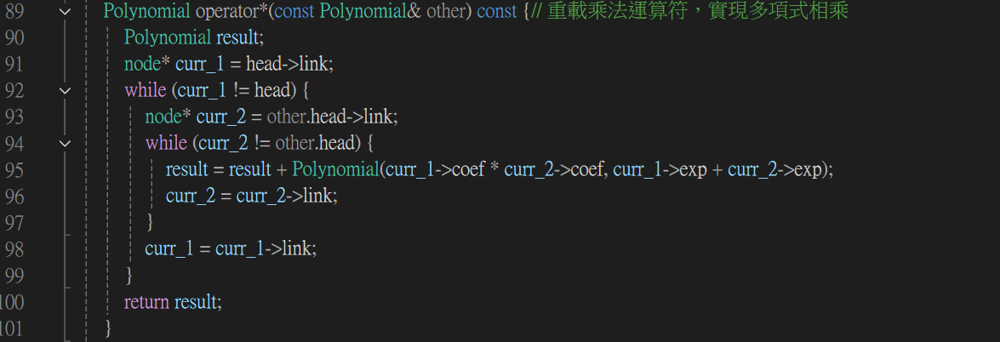 89 Polynomial operator*(const Polynomial& other) const {// 重載乘法運算符，實現多項式相乘
90 Polynomial result;
91 node* curr_1 = head->link;
92 while (curr_1 != head) {
93 node* curr_2 = other.head->link;
94 while (curr_2 != other.head) {
95 result = result + Polynomial(curr_1->coef * curr_2->coef, curr_1->exp + curr_2->exp);
96 curr_2 = curr_2->link;
97 }
98 curr_1 = curr_1->link;
99 }
100 return result;
101 }